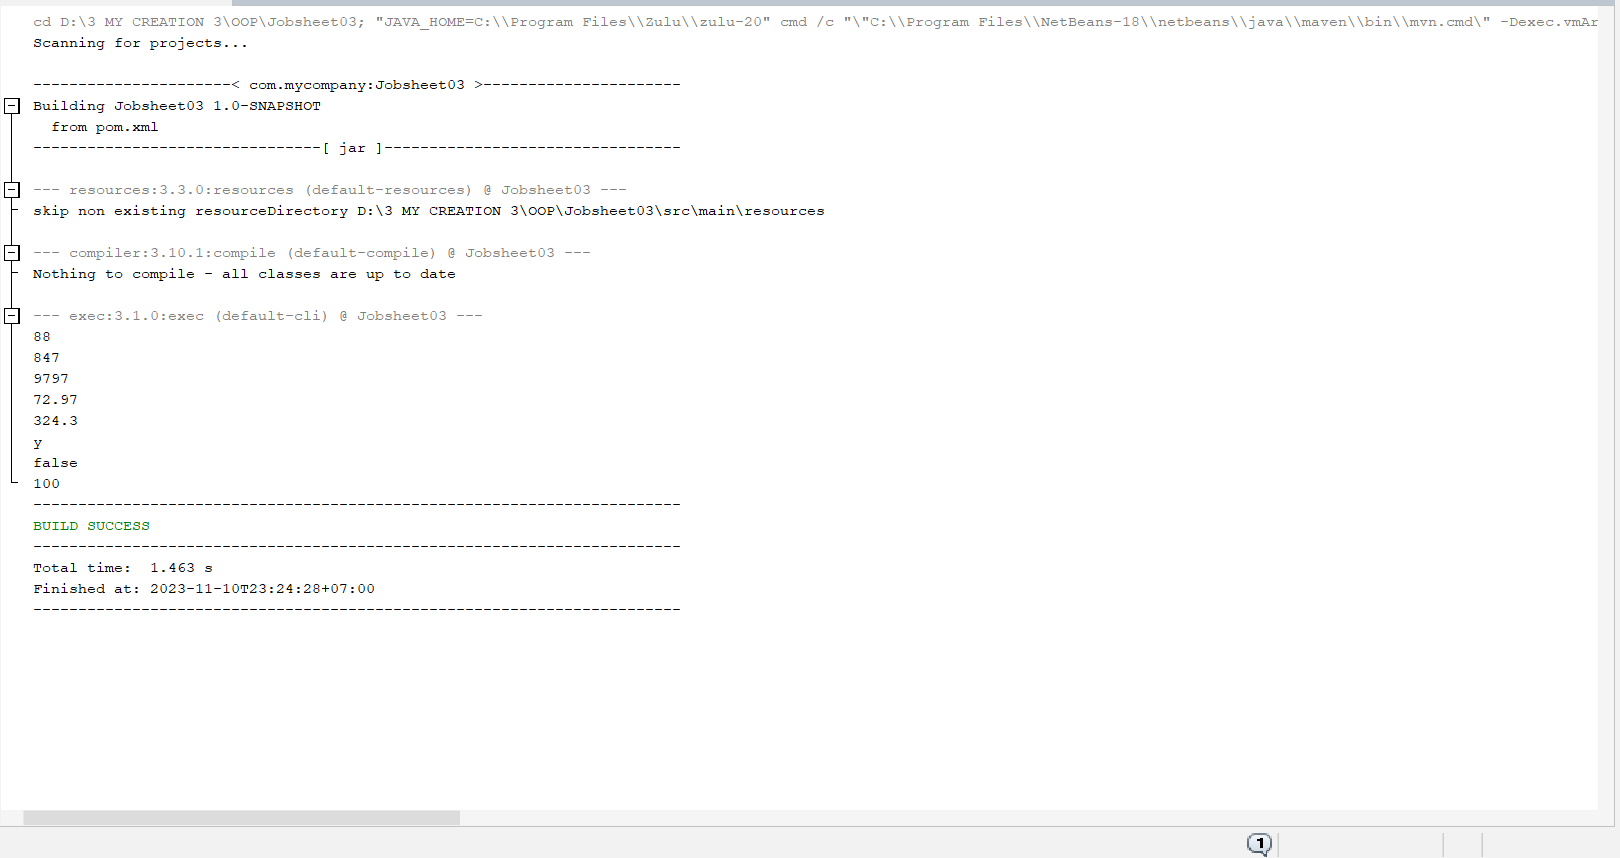 cd D:\3 MY CREATION 3\OOP\Jobsheet03; "JAVA_HOME=C:\\Program Files\\Zulu\\zulu-20" cmd /c "\"C:\\Program Files\\NetBeans-18\\netbeans\\java\\maven\\bin\\mvn.cmd\" -Dexec.vmAr
Scanning for projects...
----------------------< com.mycompany:Jobsheet03 >----------------------
Building Jobsheet03 1.0-SNAPSHOT
  from pom.xml
--------------------------------[ jar ]---------------------------------
--- resources:3.3.0:resources (default-resources) @ Jobsheet03 ---
skip non existing resourceDirectory D:\3 MY CREATION 3\OOP\Jobsheet03\src\main\resources
--- compiler:3.10.1:compile (default-compile) @ Jobsheet03 ---
Nothing to compile - all classes are up to date
--- exec:3.1.0:exec (default-cli) @ Jobsheet03 ---
88
847
9797
72.97
324.3
y
false
100
------------------------------------------------------------------------
BUILD SUCCESS
------------------------------------------------------------------------
Total time:  1.463 s
Finished at: 2023-11-10T23:24:28+07:00
------------------------------------------------------------------------
1